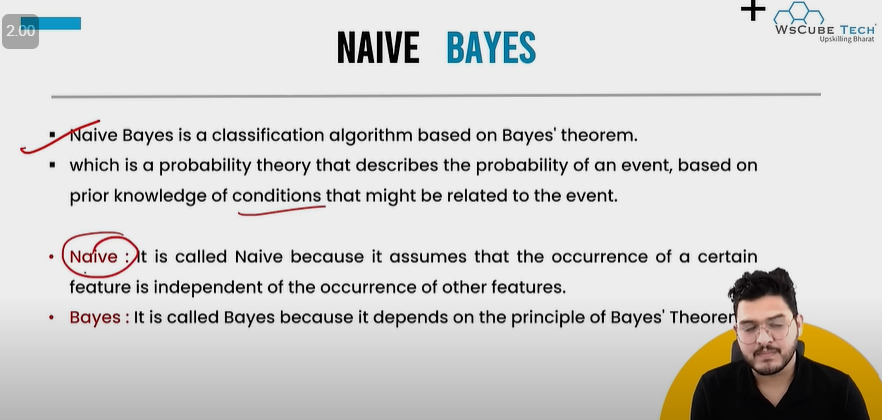 2.00
WsCube Tech
Upskilling Bharat
NAIVE BAYES
▪ Naive Bayes is a classification algorithm based on Bayes' theorem.
▪ which is a probability theory that describes the probability of an event, based on
prior knowledge of conditions that might be related to the event.
• Naive : It is called Naive because it assumes that the occurrence of a certain
feature is independent of the occurrence of other features.
• Bayes : It is called Bayes because it depends on the principle of Bayes'